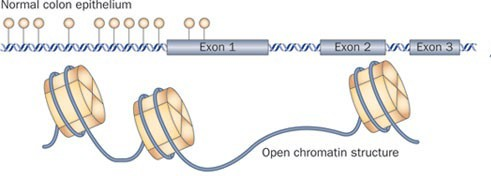 Normal colon epithelium
Exon 1
Exon 2
Exon 3
Open chromatin structure